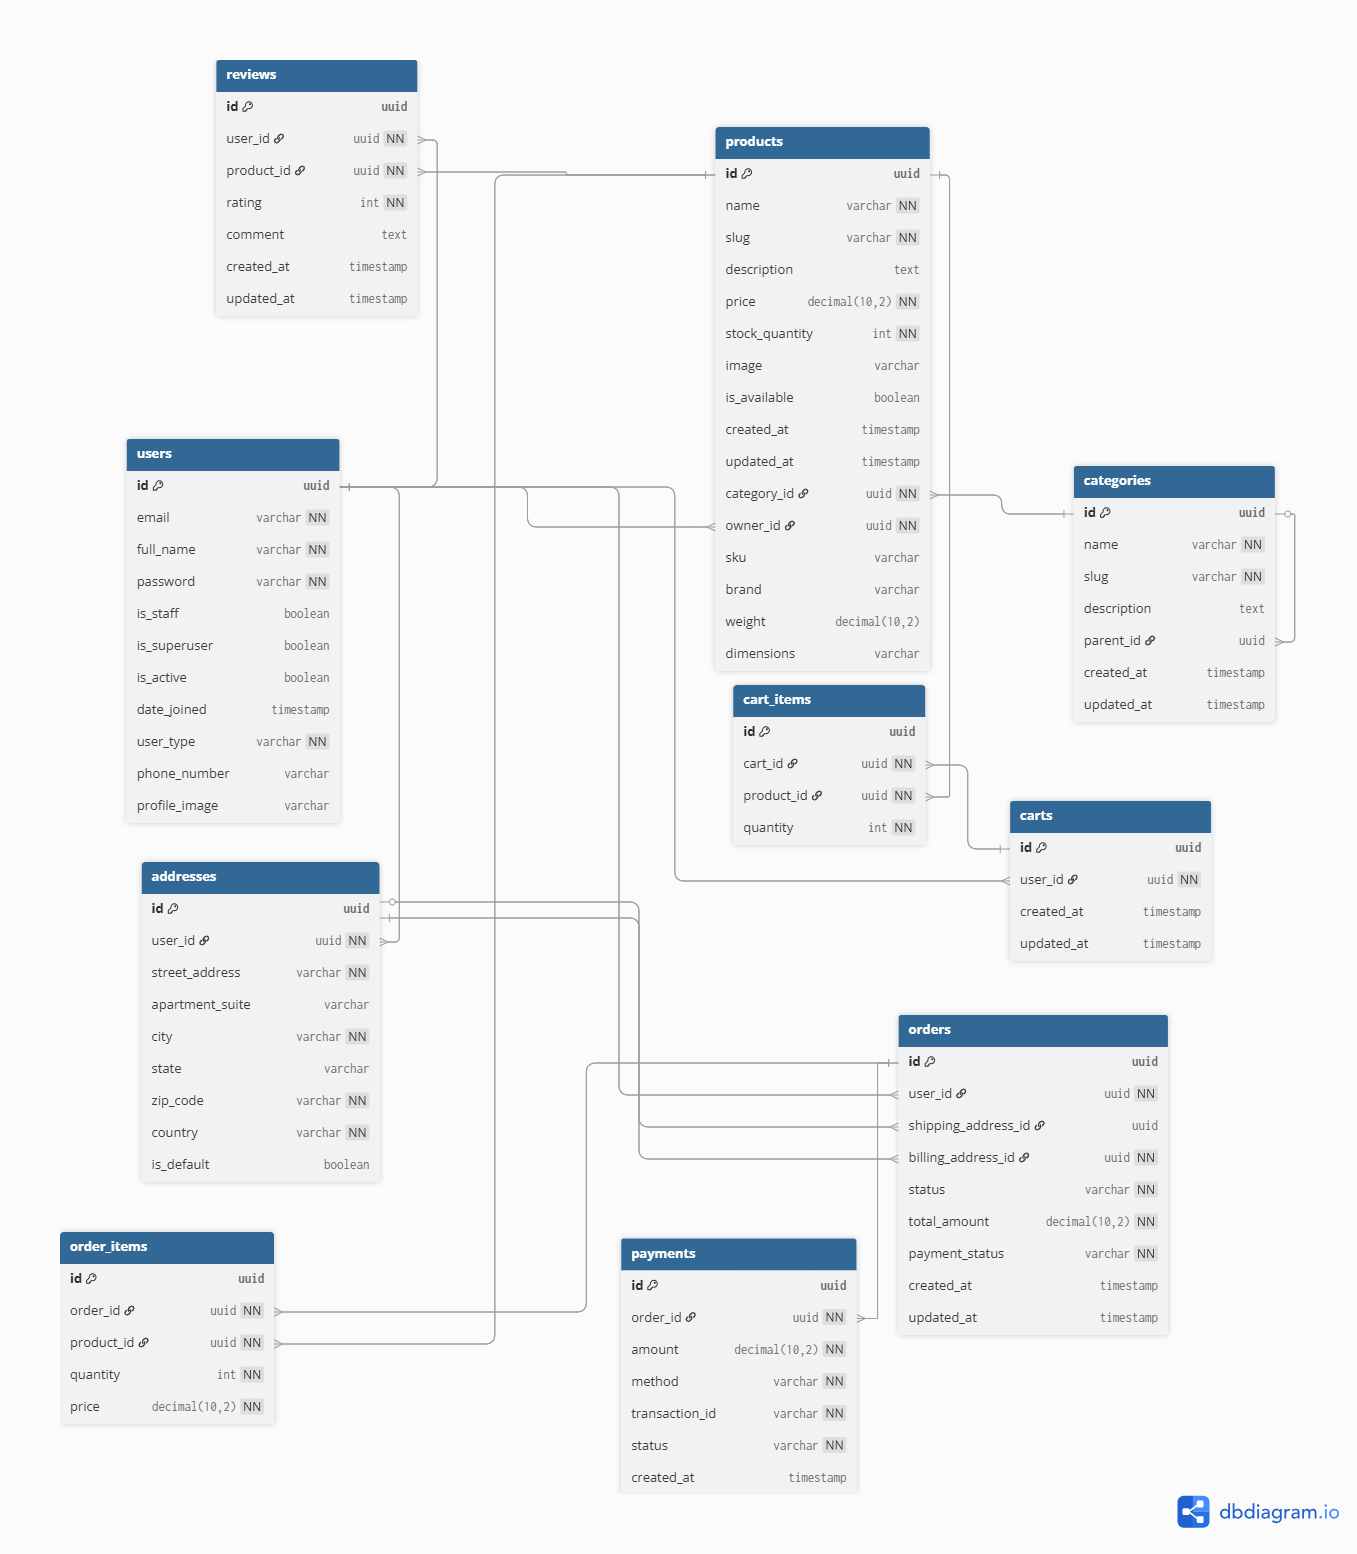 reviews
id uuid
user_id uuid NN
product_id uuid NN
rating int NN
comment text
created_at timestamp
updated_at timestamp
products
id uuid
name varchar NN
slug varchar NN
description text
price decimal(10,2) NN
stock_quantity int NN
image varchar
is_available boolean
created_at timestamp
updated_at timestamp
category_id uuid NN
owner_id uuid NN
sku varchar
brand varchar
weight decimal(10,2)
dimensions varchar
users
id uuid
email varchar NN
full_name varchar NN
password varchar NN
is_staff boolean
is_superuser boolean
is_active boolean
date_joined timestamp
user_type varchar NN
phone_number varchar
profile_image varchar
categories
id uuid
name varchar NN
slug varchar NN
description text
parent_id uuid
created_at timestamp
updated_at timestamp
cart_items
id uuid
cart_id uuid NN
product_id uuid NN
quantity int NN
carts
id uuid
user_id uuid NN
created_at timestamp
updated_at timestamp
addresses
id uuid
user_id uuid NN
street_address varchar NN
apartment_suite varchar
city varchar NN
state varchar
zip_code varchar NN
country varchar NN
is_default boolean
orders
id uuid
user_id uuid NN
shipping_address_id uuid
billing_address_id uuid NN
status varchar NN
total_amount decimal(10,2) NN
payment_status varchar NN
created_at timestamp
updated_at timestamp
order_items
id uuid
order_id uuid NN
product_id uuid NN
quantity int NN
price decimal(10,2) NN
payments
id uuid
order_id uuid NN
amount decimal(10,2) NN
method varchar NN
transaction_id varchar NN
status varchar NN
created_at timestamp
dbdiagram.io